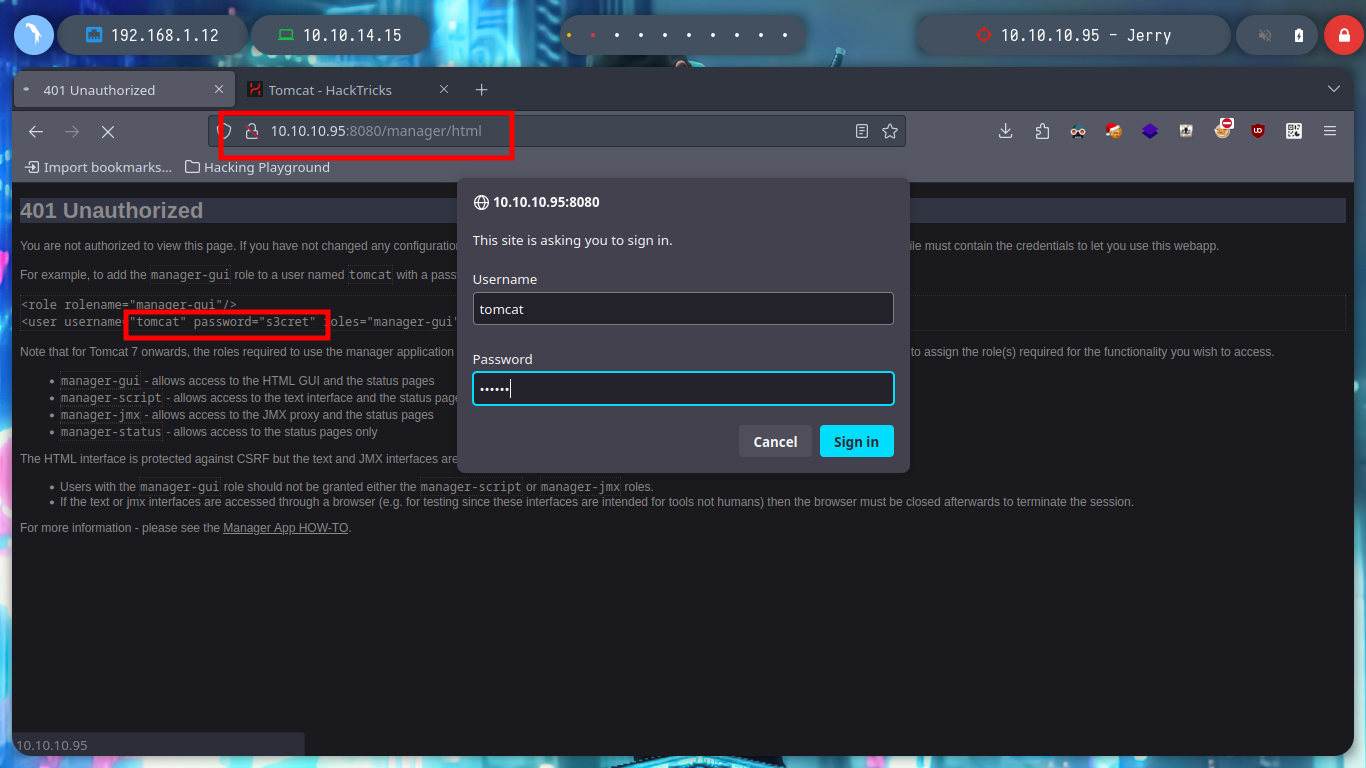 192.168.1.12
10.10.14.15
10.10.10.95 - Jerry
401 Unauthorized
Tomcat - HackTricks
10.10.10.95:8080/manager/html
Import bookmarks...
Hacking Playground
401 Unauthorized
You are not authorized to view this page. If you have not changed any configuration
ile must contain the credentials to let you use this webapp.
For example, to add the manager-gui role to a user named tomcat with a pass
<role rolename="manager-gui"/>
<user username="tomcat" password="s3cret" roles="manager-gui"
Note that for Tomcat 7 onwards, the roles required to use the manager application
to assign the role(s) required for the functionality you wish to access.
manager-gui - allows access to the HTML GUI and the status pages
manager-script - allows access to the text interface and the status page
manager-jmx - allows access to the JMX proxy and the status pages
manager-status - allows access to the status pages only
The HTML interface is protected against CSRF but the text and JMX interfaces are
Users with the manager-gui role should not be granted either the manager-script or manager-jmx roles.
If the text or jmx interfaces are accessed through a browser (e.g. for testing since these interfaces are intended for tools not humans) then the browser must be closed afterwards to terminate the session.
For more information - please see the Manager App HOW-TO.
10.10.10.95:8080
This site is asking you to sign in.
Username
tomcat
Password
••••••
Cancel
Sign in
10.10.10.95